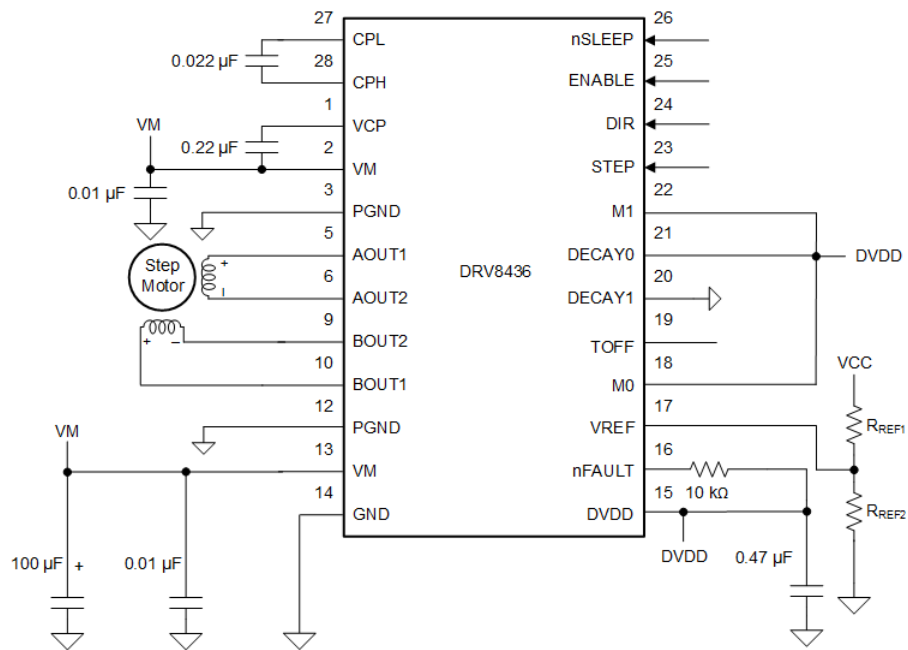 27
CPL
0.022 µF
28
CPH
1
VCP
VM
0.22 µF
2
VM
0.01 µF
3
PGND
5
AOUT1
+
Step
Motor
6
AOUT2
–
9
BOUT2
+ –
10
BOUT1
12
PGND
VM
13
VM
14
GND
100 µF +
0.01 µF
DRV8436
26
nSLEEP
25
ENABLE
24
DIR
23
STEP
22
M1
21
DECAY0
DVDD
20
DECAY1
19
TOFF
18
M0
VCC
17
VREF
RREF1
16
nFAULT
10 kΩ
15
DVDD
RREF2
DVDD
0.47 µF